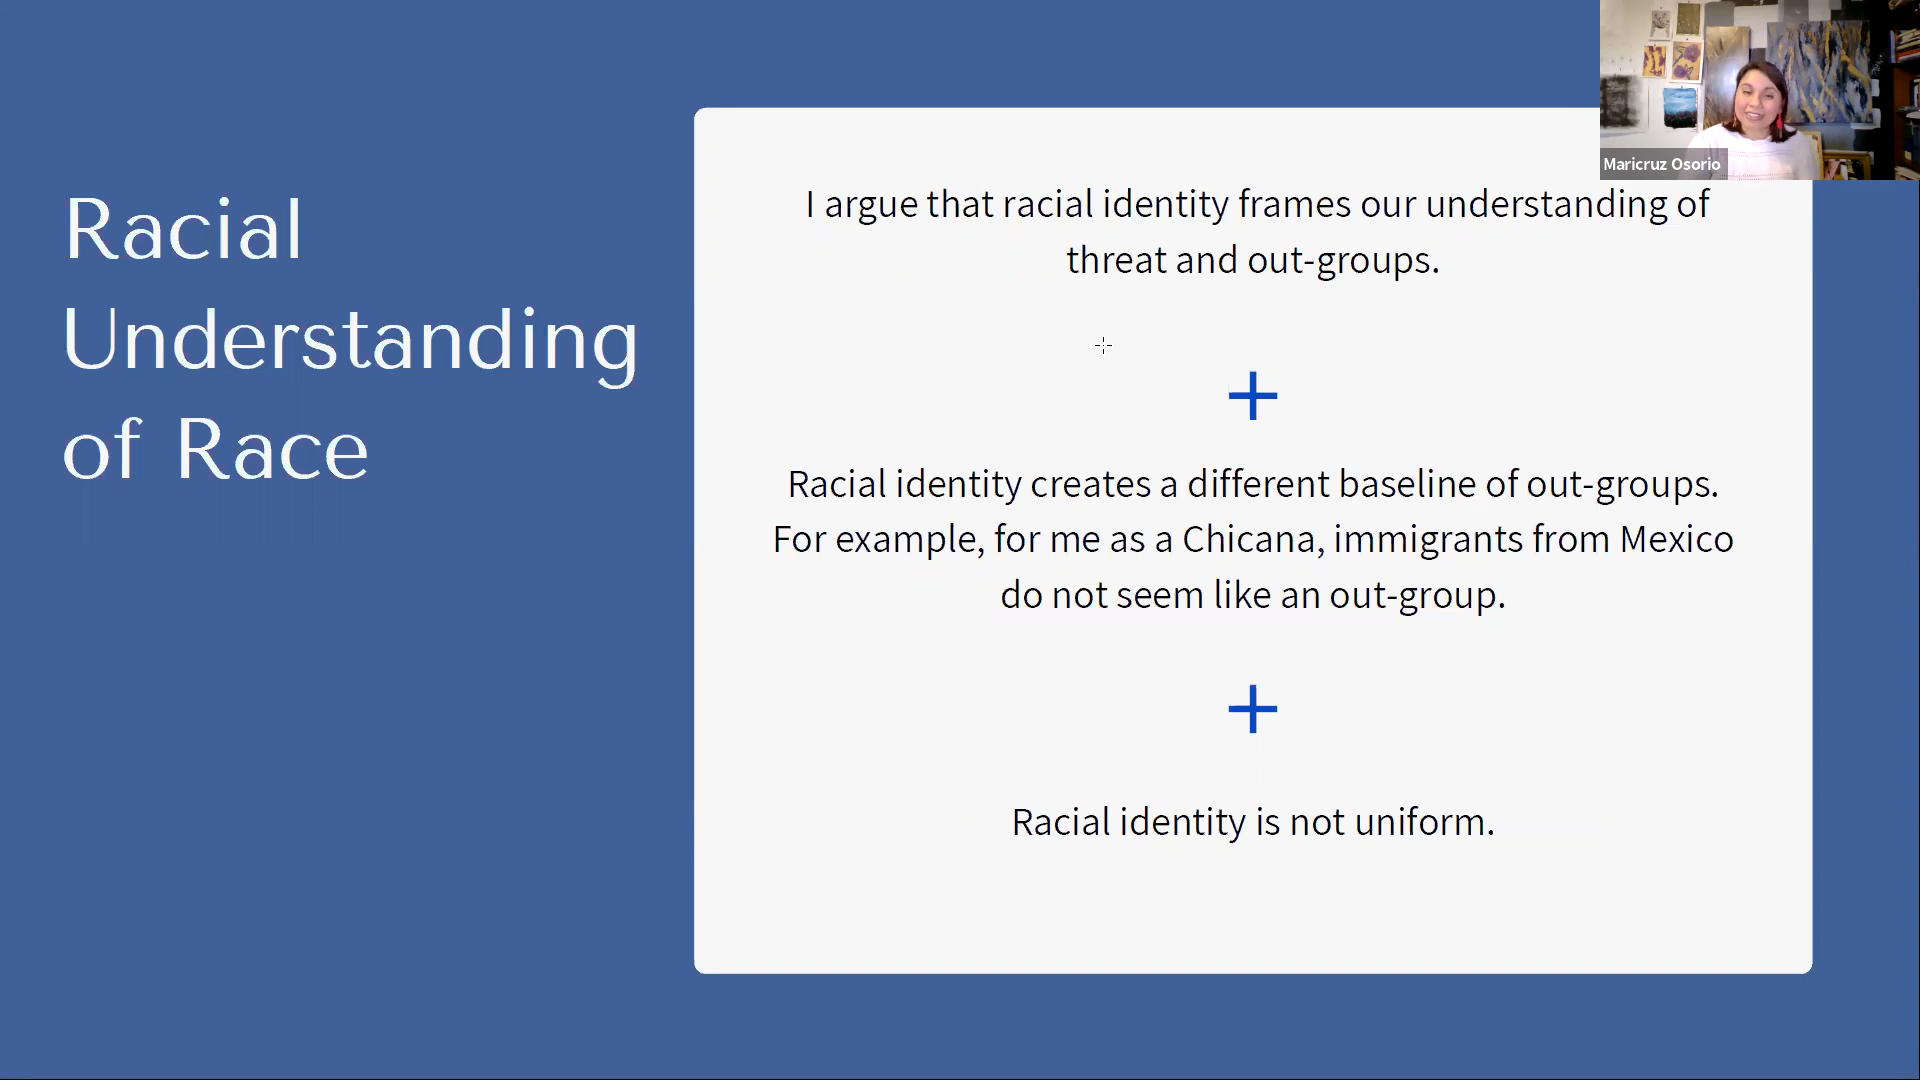 Racial
Understanding
of Race
I argue that racial identity frames our understanding of
threat and out-groups.
+
Racial identity creates a different baseline of out-groups.
For example, for me as a Chicana, immigrants from Mexico
do not seem like an out-group.
+
Racial identity is not uniform.
Maricruz Osorio